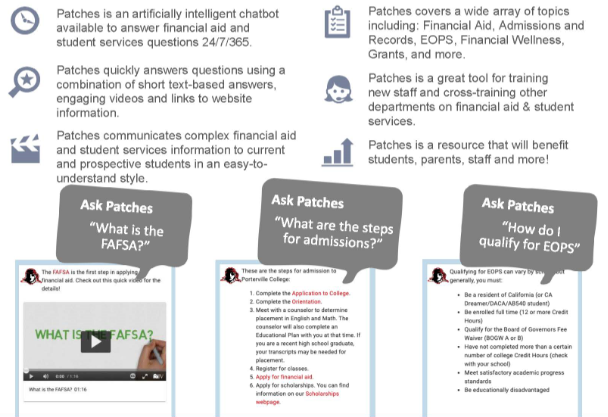 Patches is an artificially intelligent chatbot
available to answer financial aid and
student services questions 24/7/365.
Patches quickly answers questions using a
combination of short text-based answers,
engaging videos and links to website
information.
Patches communicates complex financial aid
and student services information to current
and prospective students in an easy-to-
understand style.
Patches covers a wide array of topics
including: Financial Aid, Admissions and
Records, EOPS, Financial Wellness,
Grants, and more.
Patches is a great tool for training
new staff and cross-training other
departments on financial aid & student
services.
Patches is a resource that will benefit
students, parents, staff and more!
Ask Patches
“What is the
FAFSA?”
The FAFSA is the first step in applying
financial aid. Check out this quick video for the
details!
WHAT IS THE FAFSA?
0:00 / 1:16
What is the FAFSA? 01:16
Ask Patches
“What are the steps
for admissions?”
These are the steps for admission to
Porterville College:
1. Complete the Application to College.
2. Complete the Orientation.
3. Meet with a counselor to determine
placement in English and Math. The
counselor will also complete an
Educational Plan with you at that time. If
you are a recent high school graduate,
your transcripts may be needed for
placement.
4. Register for classes.
5. Apply for financial aid.
6. Apply for scholarships. You can find
information on our Scholarships
webpage.
Ask Patches
“How do I
qualify for EOPS”
Qualifying for EOPS can vary by
generally, you must:
• Be a resident of California (or CA
Dreamer/DACA/AB540 student)
• Be enrolled full time (12 or more Credit
Hours)
• Qualify for the Board of Governors Fee
Waiver (BOGW A or B)
• Have not completed more than a certain
number of college Credit Hours (check
with your school)
• Meet satisfactory academic progress
standards
• Be educationally disadvantaged